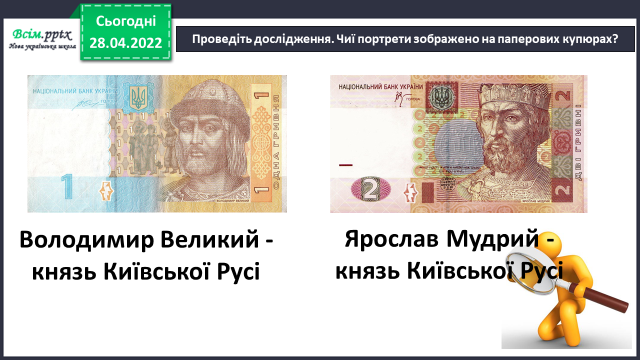 Всім.pptx
Нова українська школа
Сьогодні
28.04.2022
Проведіть дослідження. Чиї портрети зображено на паперових купюрах?
НАЦІОНАЛЬНИЙ БАНК УКРАЇНИ
1
1
1
ОДНА ГРИВНЯ
НАЦІОНАЛЬНИЙ БАНК УКРАЇНИ
2
2
2
ДВІ ГРИВНІ
Володимир Великий -
князь Київської Русі
Ярослав Мудрий -
князь Київської Русі